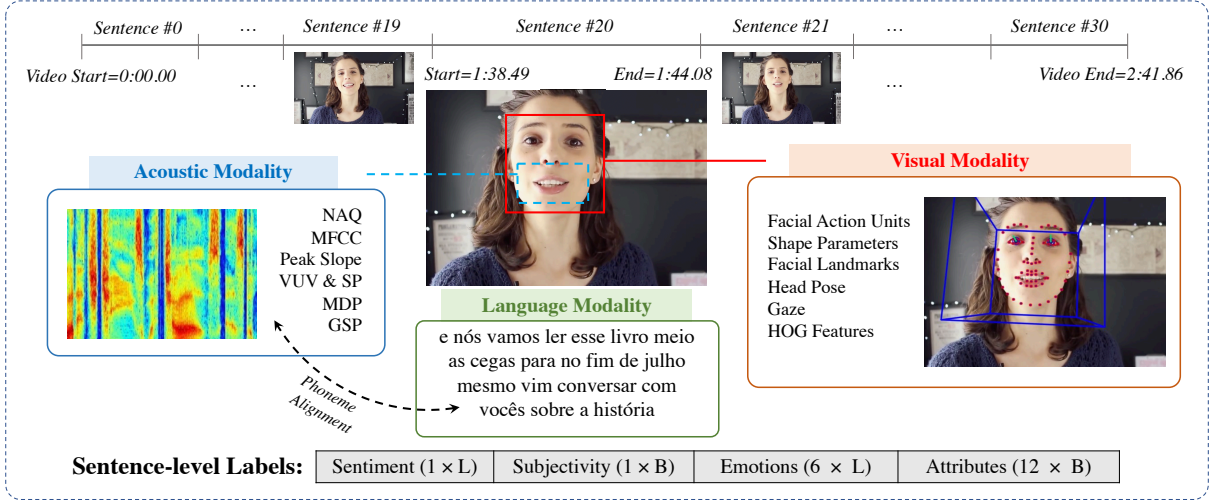 Sentence #0 … Sentence #19 Sentence #20 Sentence #21 … Sentence #30
Video Start=0:00.00 … Start=1:38.49 End=1:44.08 … Video End=2:41.86
Acoustic Modality
NAQ
MFCC
Peak Slope
VUV & SP
MDP
GSP
Phoneme
Alignment
Language Modality
e nós vamos ler esse livro meio
as cegas para no fim de julho
mesmo vim conversar com
vocês sobre a história
Visual Modality
Facial Action Units
Shape Parameters
Facial Landmarks
Head Pose
Gaze
HOG Features
Sentence-level Labels: Sentiment (1 × L) Subjectivity (1 × B) Emotions (6 × L) Attributes (12 × B)